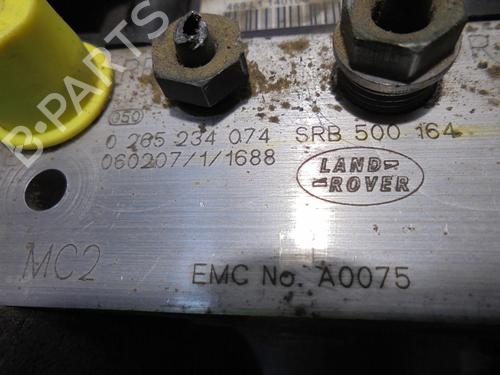 050
0 265 234 074 SRB 500 164
060207/1/1688
LAND
ROVER
MC2
EMC No. A0075
B-PARTS